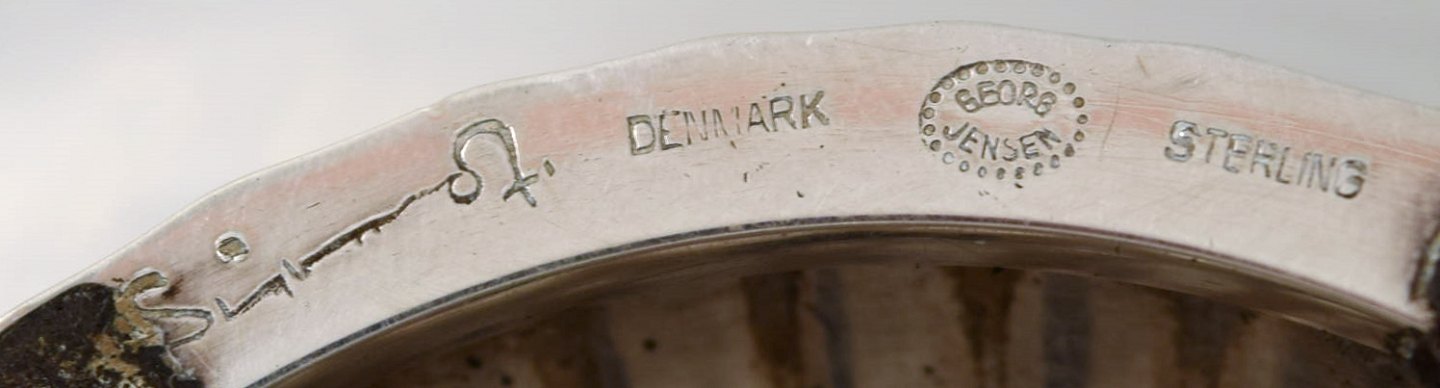 DENMARK
GEORG
JENSEN
STERLING